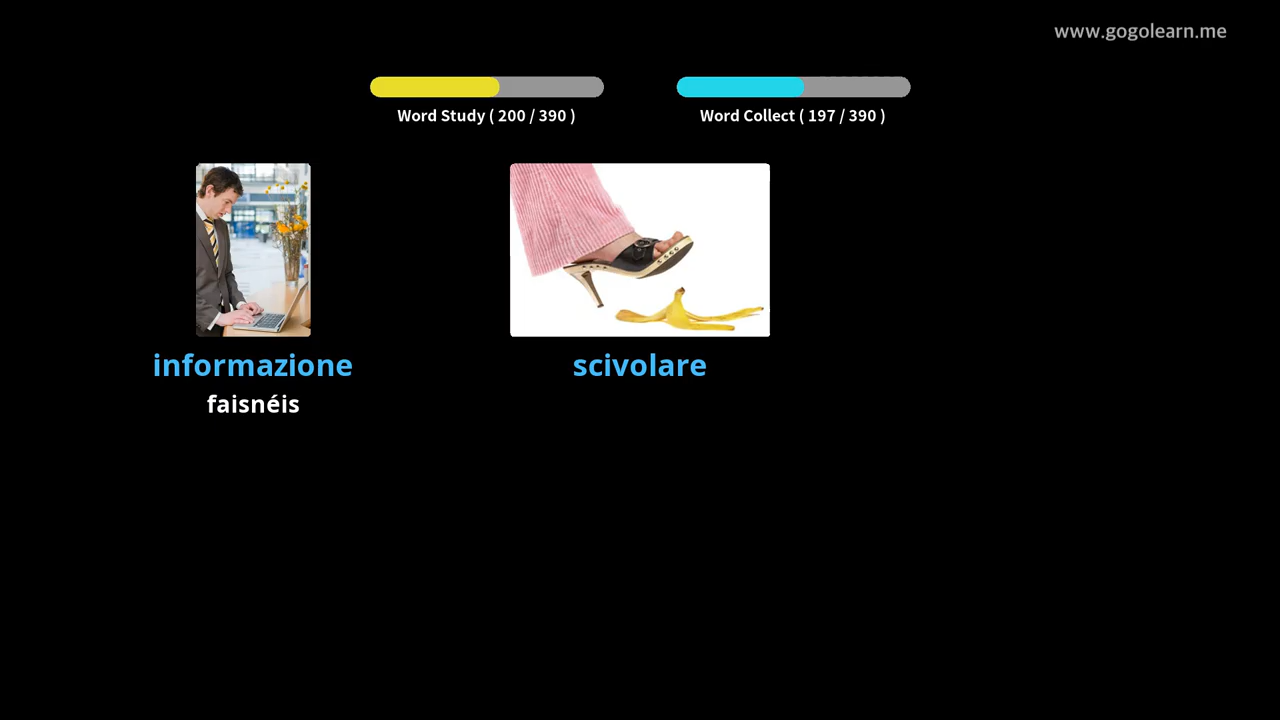 www.gogolearn.me
Word Study ( 200 / 390 )
Word Collect ( 197 / 390 )
informazione
scivolare
faisnéis